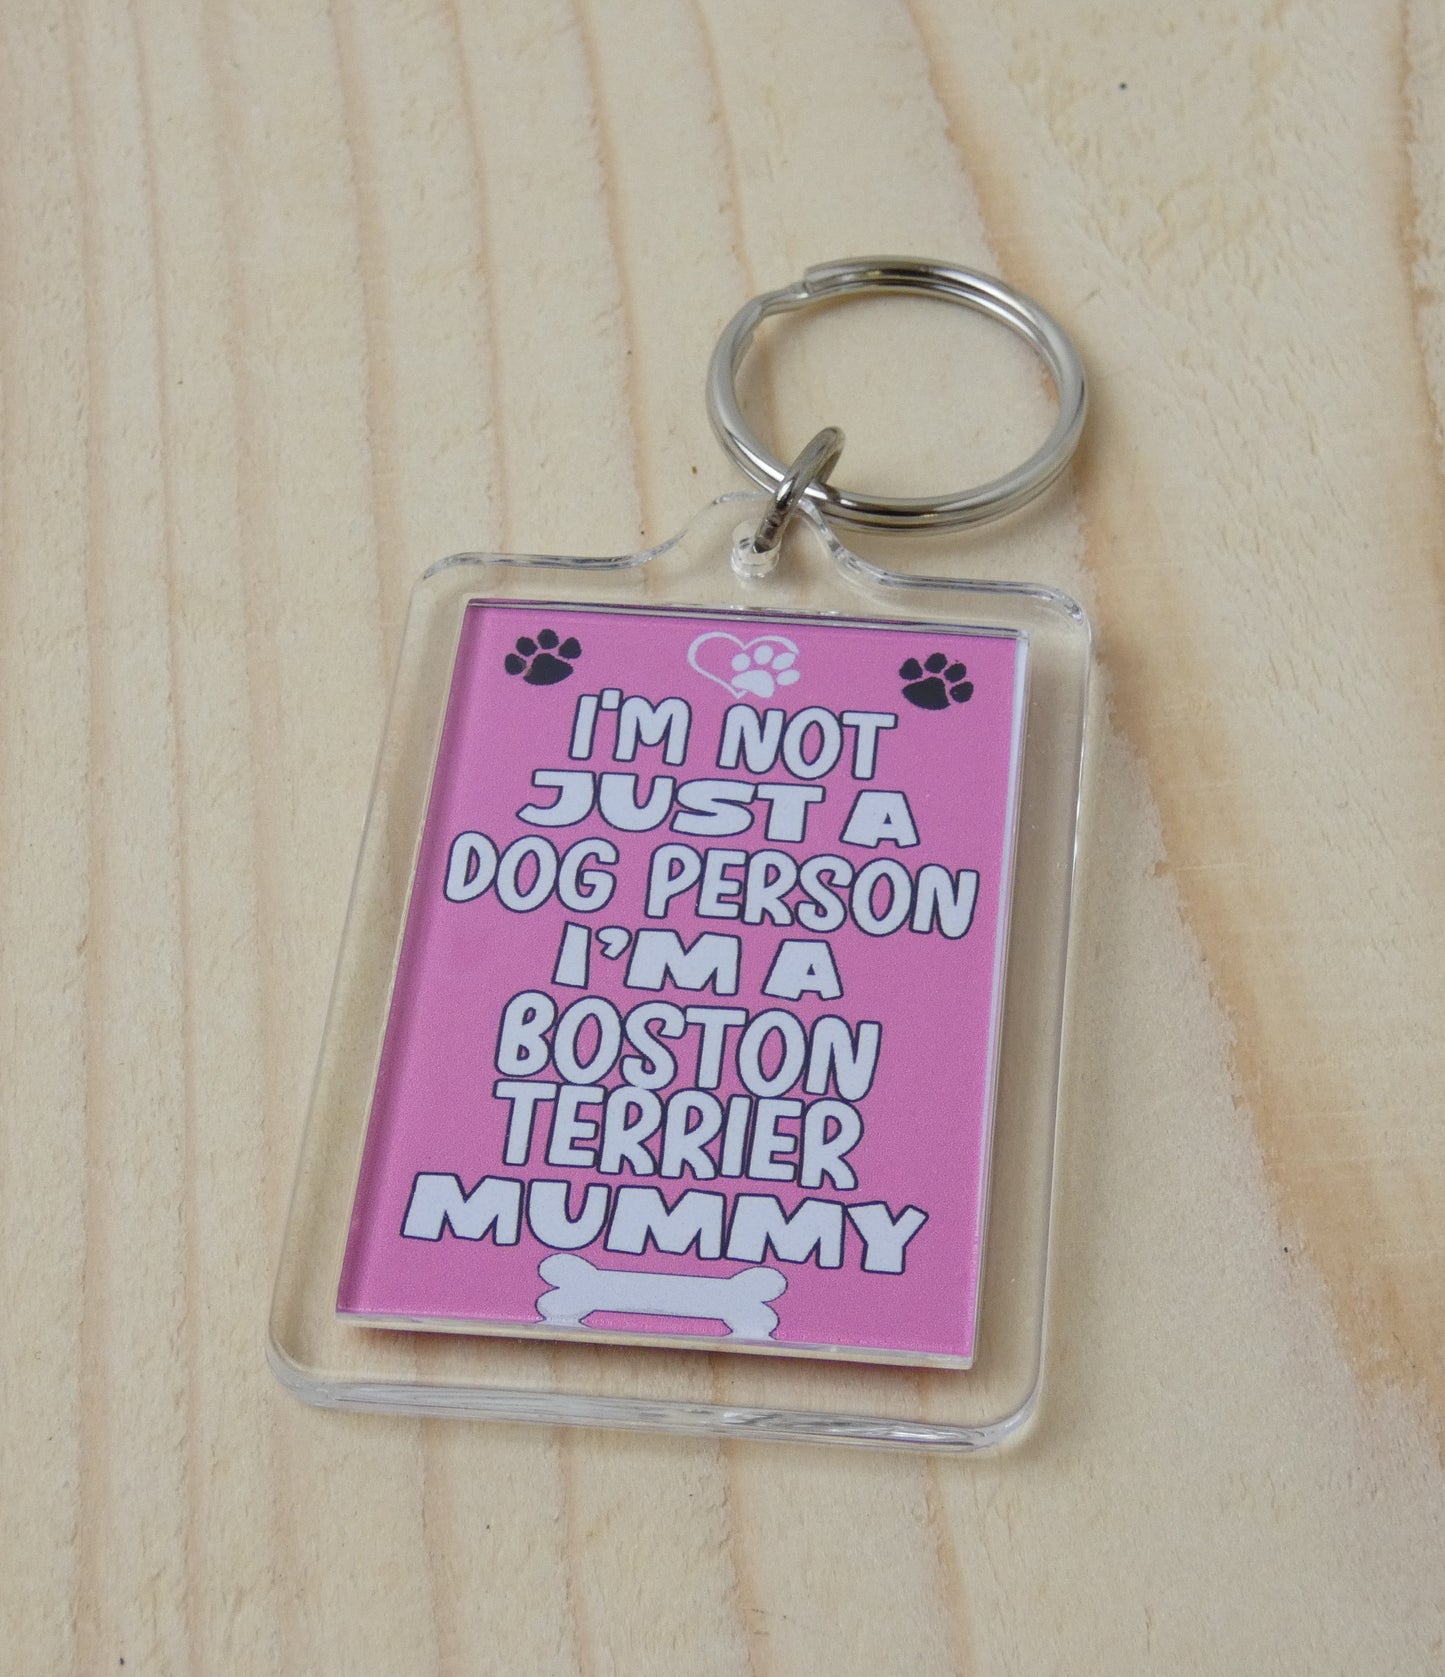 I'M NOT
JUST A
DOG PERSON
I'M A
BOSTON
TERRIER
MUMMY